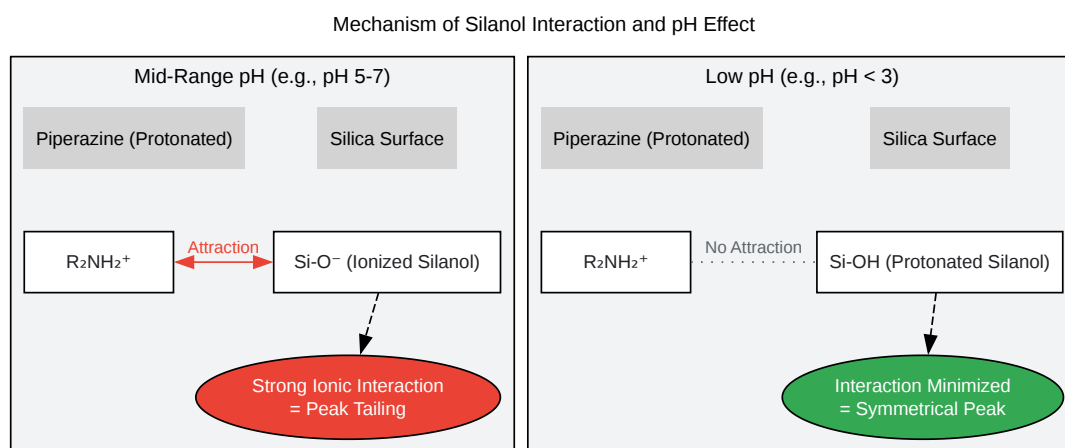 Mechanism of Silanol Interaction and pH Effect
Mid-Range pH (e.g., pH 5-7)
Piperazine (Protonated)
Silica Surface
R₂NH₂⁺
Attraction
Si-O⁻ (Ionized Silanol)
Strong Ionic Interaction
= Peak Tailing
Low pH (e.g., pH < 3)
Piperazine (Protonated)
Silica Surface
R₂NH₂⁺
No Attraction
Si-OH (Protonated Silanol)
Interaction Minimized
= Symmetrical Peak